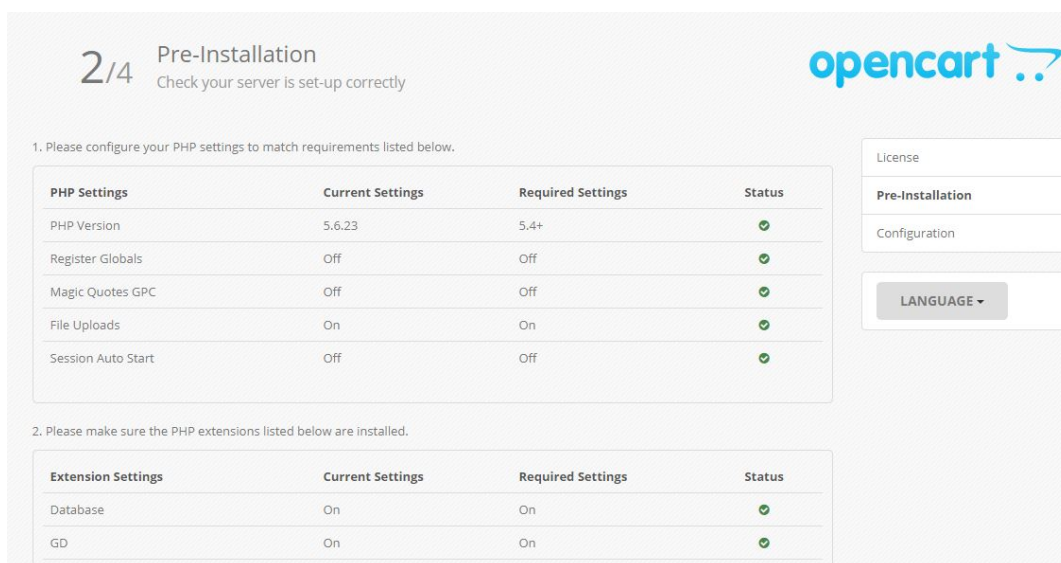 2/4
Pre-Installation
Check your server is set-up correctly
opencart
1. Please configure your PHP settings to match requirements listed below.
PHP Settings Current Settings Required Settings Status
PHP Version 5.6.23 5.4+
Register Globals Off Off
Magic Quotes GPC Off Off
File Uploads On On
Session Auto Start Off Off
2. Please make sure the PHP extensions listed below are installed.
Extension Settings Current Settings Required Settings Status
Database On On
GD On On
License
Pre-Installation
Configuration
LANGUAGE